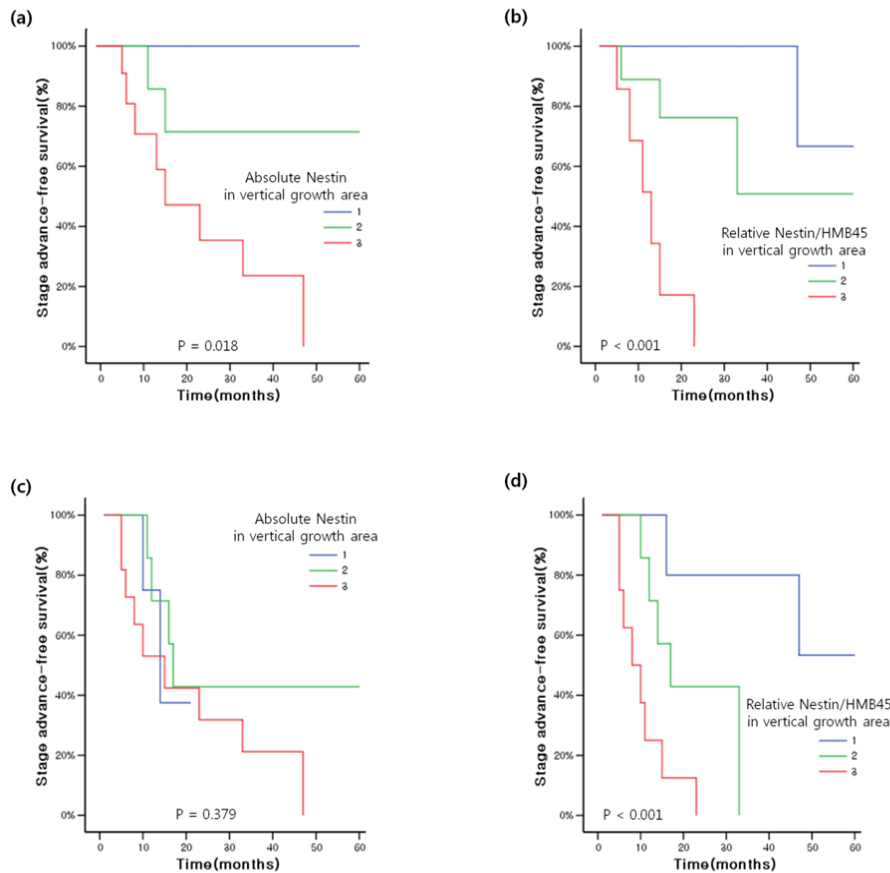 (a)
Stage advance-free survival(%)
100%
80%
60%
40%
20%
0%
Absolute Nestin
in vertical growth area
1
2
3
P = 0.018
0 10 20 30 40 50 60
Time(months)
(b)
Stage advance-free survival(%)
100%
80%
60%
40%
20%
0%
Relative Nestin/HMB45
in vertical growth area
1
2
3
P < 0.001
0 10 20 30 40 50 60
Time(months)
(c)
Stage advance-free survival(%)
100%
80%
60%
40%
20%
0%
Absolute Nestin
in vertical growth area
1
2
3
P = 0.379
0 10 20 30 40 50 60
Time(months)
(d)
Stage advance-free survival(%)
100%
80%
60%
40%
20%
0%
Relative Nestin/HMB45
in vertical growth area
1
2
3
P < 0.001
0 10 20 30 40 50 60
Time(months)